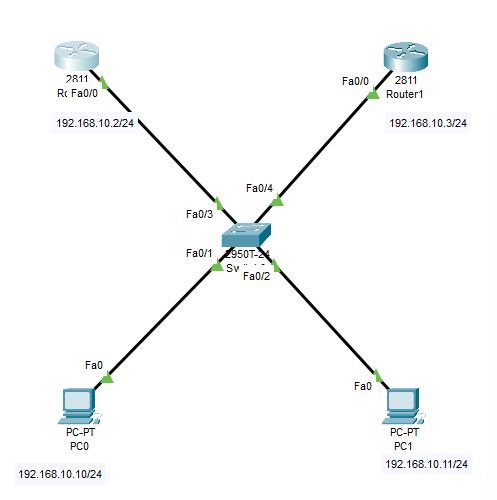 2811
Fa0/0
192.168.10.2/24
Fa0/0
2811
Router1
192.168.10.3/24
Fa0/4
Fa0/3
Fa0/1
2950T-24
Fa0/2
Fa0
PC-PT
PC0
192.168.10.10/24
Fa0
PC-PT
PC1
192.168.10.11/24